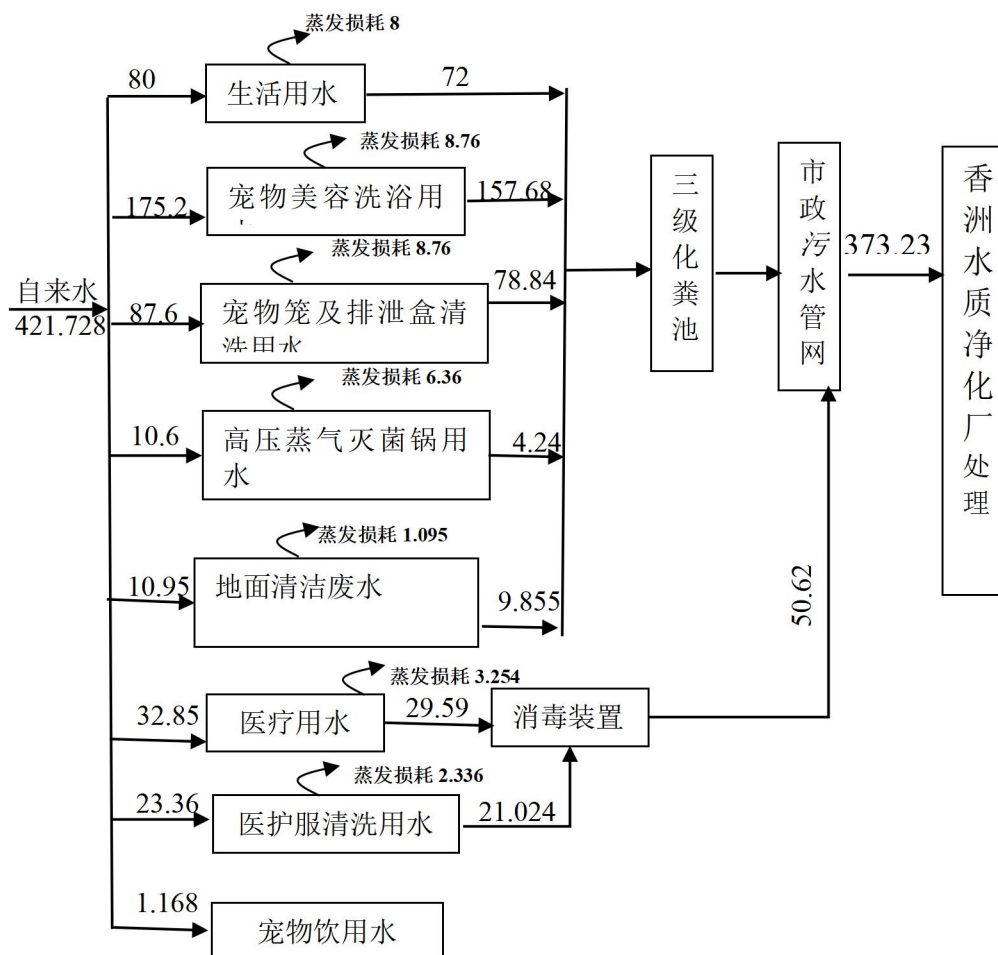 蒸发损耗 8
80
生活用水
72
蒸发损耗 8.76
175.2
宠物美容洗浴用
157.68
蒸发损耗 8.76
自来水
421.728
87.6
宠物笼及排泄盒清
洗用水
78.84
蒸发损耗 6.36
10.6
高压蒸气灭菌锅用
水
4.24
蒸发损耗 1.095
10.95
地面清洁废水
9.855
三级化粪池
市政污水管网
373.23
香洲水质净化厂处理
50.62
蒸发损耗 3.254
32.85
医疗用水
29.59
消毒装置
蒸发损耗 2.336
23.36
医护服清洗用水
21.024
1.168
宠物饮用水